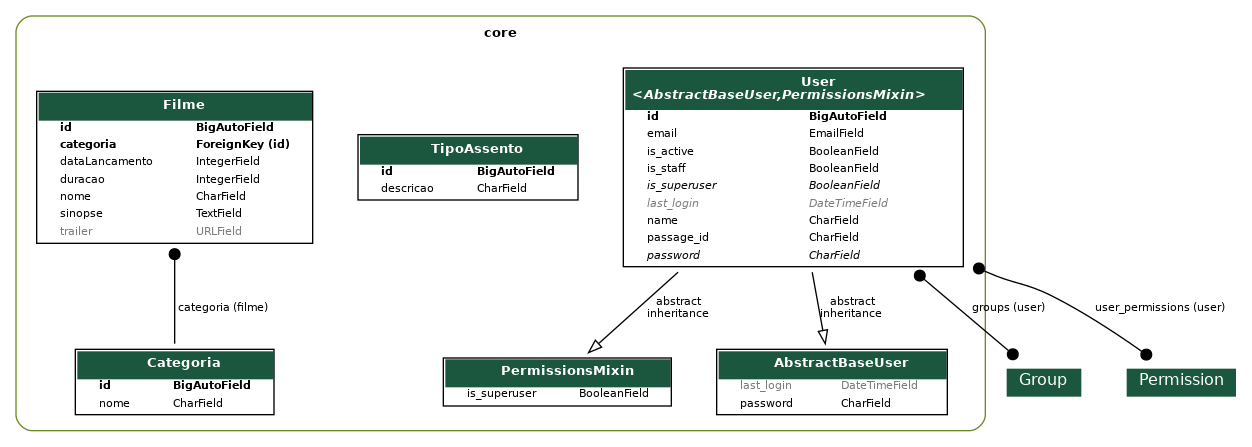 core
Filme
id BigAutoField
categoria ForeignKey (id)
dataLancamento IntegerField
duracao IntegerField
nome CharField
sinopse TextField
trailer URLField
TipoAssento
id BigAutoField
descricao CharField
User
<AbstractBaseUser,PermissionsMixin>
id BigAutoField
email EmailField
is_active BooleanField
is_staff BooleanField
is_superuser BooleanField
last_login DateTimeField
name CharField
passage_id CharField
password CharField
categoria (filme)
abstract
inheritance
abstract
inheritance
groups (user)
user_permissions (user)
Categoria
id BigAutoField
nome CharField
PermissionsMixin
is_superuser BooleanField
AbstractBaseUser
last_login DateTimeField
password CharField
Group
Permission